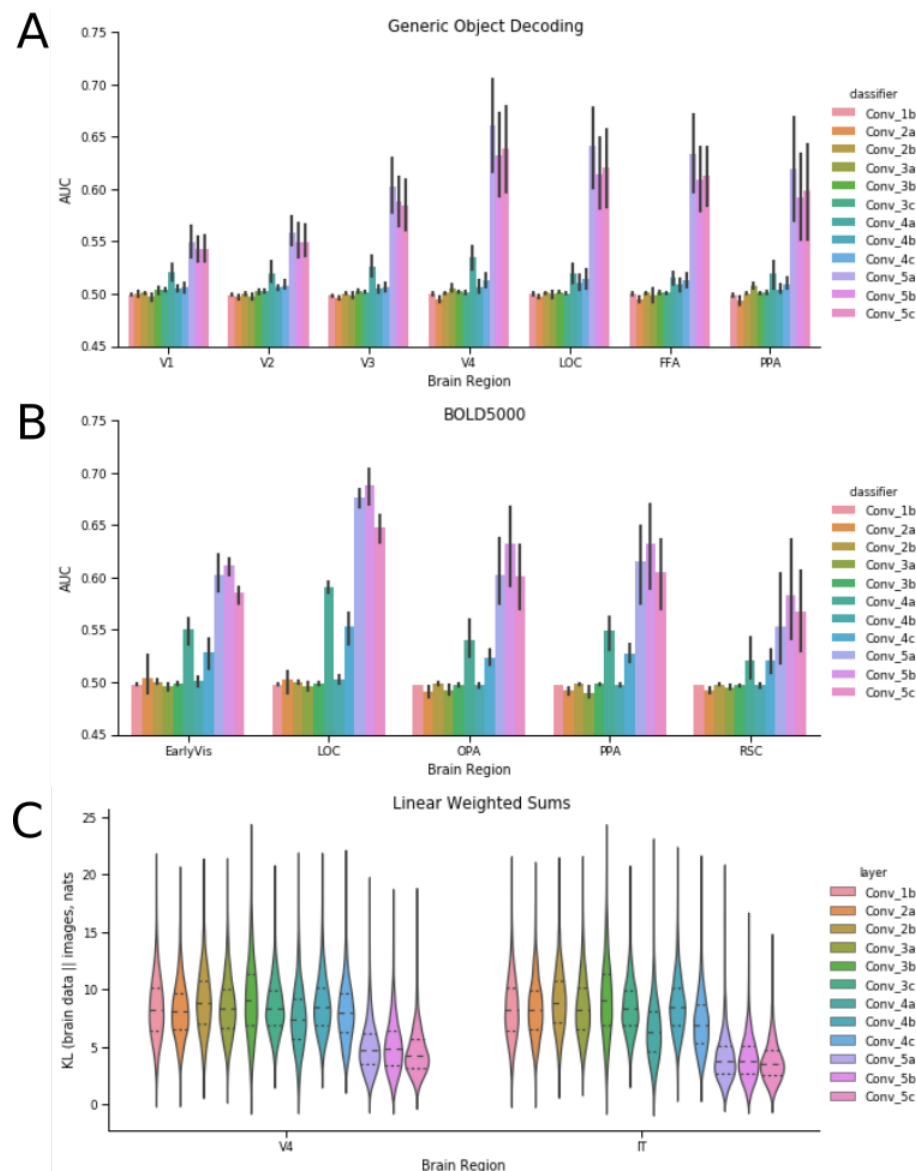 A
Generic Object Decoding
0.75
0.70
0.65
0.60
0.55
0.50
0.45
AUC
V1 V2 V3 V4 LOC FFA PPA
Brain Region
classifier
Conv_1b
Conv_2a
Conv_2b
Conv_3a
Conv_3b
Conv_3c
Conv_4a
Conv_4b
Conv_4c
Conv_5a
Conv_5b
Conv_5c
B
BOLD5000
0.75
0.70
0.65
0.60
0.55
0.50
0.45
AUC
EarlyVis LOC OPA PPA RSC
Brain Region
classifier
Conv_1b
Conv_2a
Conv_2b
Conv_3a
Conv_3b
Conv_4a
Conv_4b
Conv_4c
Conv_5a
Conv_5b
Conv_5c
C
Linear Weighted Sums
25
20
15
10
5
0
KL (brain data || images, nats
V4 IT
Brain Region
layer
Conv_1b
Conv_2a
Conv_2b
Conv_3a
Conv_3b
Conv_3c
Conv_4a
Conv_4b
Conv_4c
Conv_5a
Conv_5b
Conv_5c